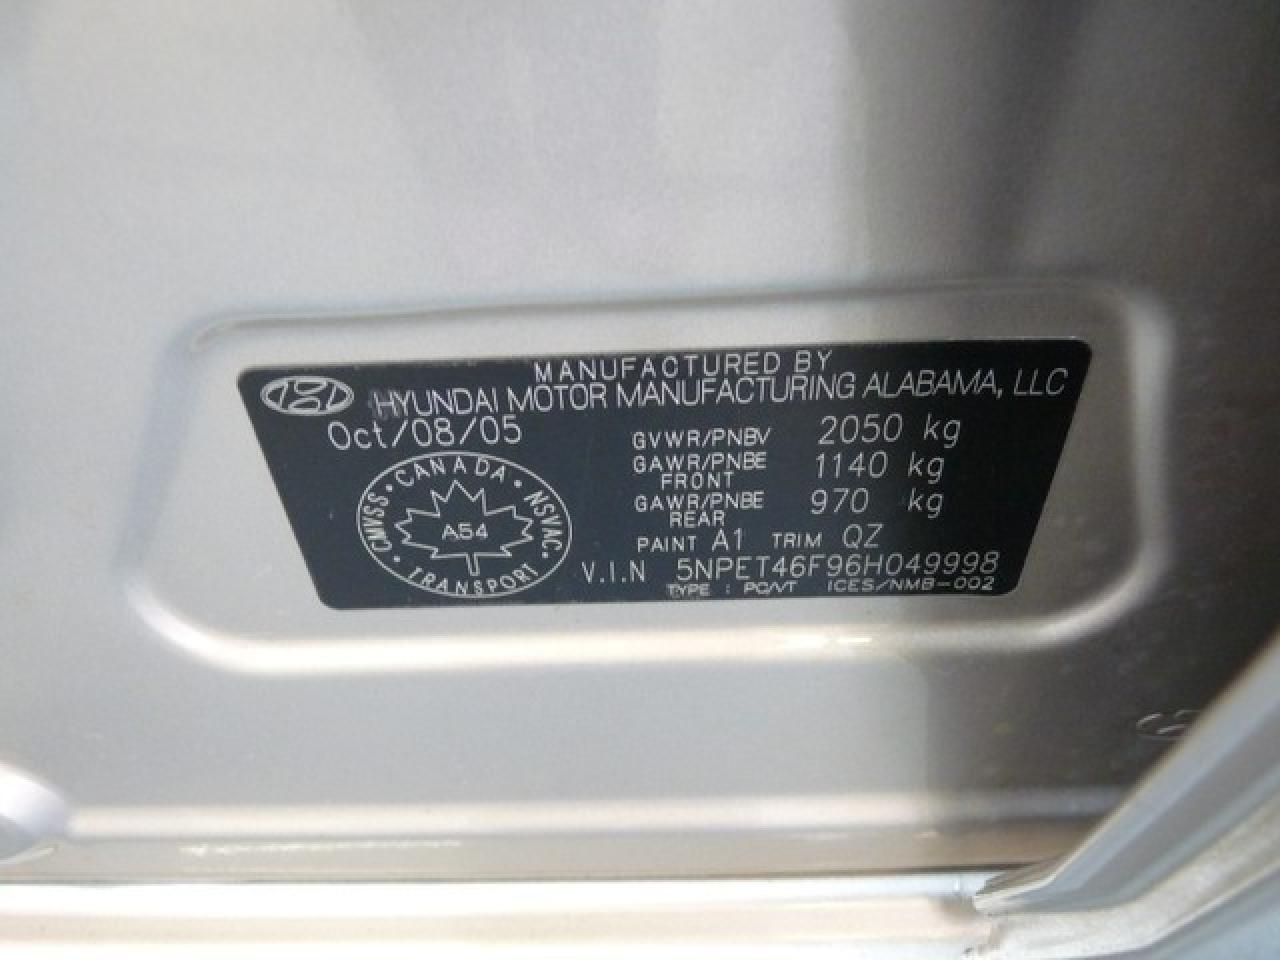 MANUFACTURED BY
HYUNDAI MOTOR MANUFACTURING ALABAMA, LLC
Oct/08/05
GVWR/PNBV 2050 kg
GAWR/PNBE FRONT 1140 kg
GAWR/PNBE REAR 970 kg
PAINT A1 TRIM QZ
V.I.N 5NPET46F96H049998
TYPE : PC/VT ICES/NMB-002
CANADA
CMVSS • NSVAC •
A54
TRANSPORT